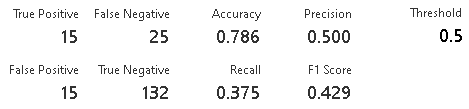 True Positive False Negative Accuracy Precision Threshold
15 25 0.786 0.500 0.5
False Positive True Negative Recall F1 Score
15 132 0.375 0.429